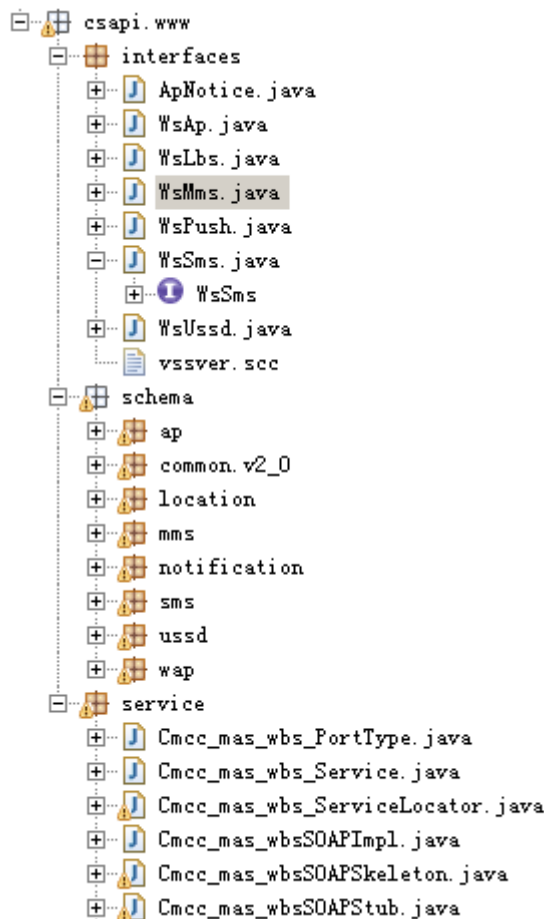 csapi.www
interfaces
ApNotice.java
WsAp.java
WsLbs.java
WsMms.java
WsPush.java
WsSms.java
WsSms
WsUssd.java
vssver.scc
schema
ap
common.v2_0
location
mms
notification
sms
ussd
wap
service
Cmcc_mas_wbs_PortType.java
Cmcc_mas_wbs_Service.java
Cmcc_mas_wbs_ServiceLocator.java
Cmcc_mas_wbsSOAPImpl.java
Cmcc_mas_wbsSOAPSkeleton.java
Cmcc_mas_wbsSOAPStub.java